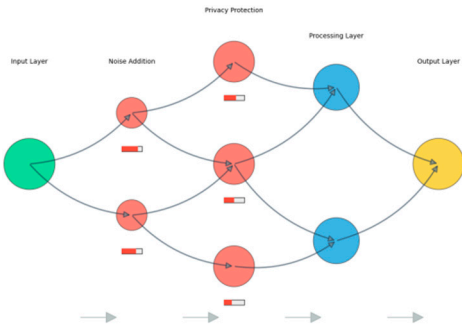 Privacy Protection
Processing Layer
Input Layer
Noise Addition
Output Layer